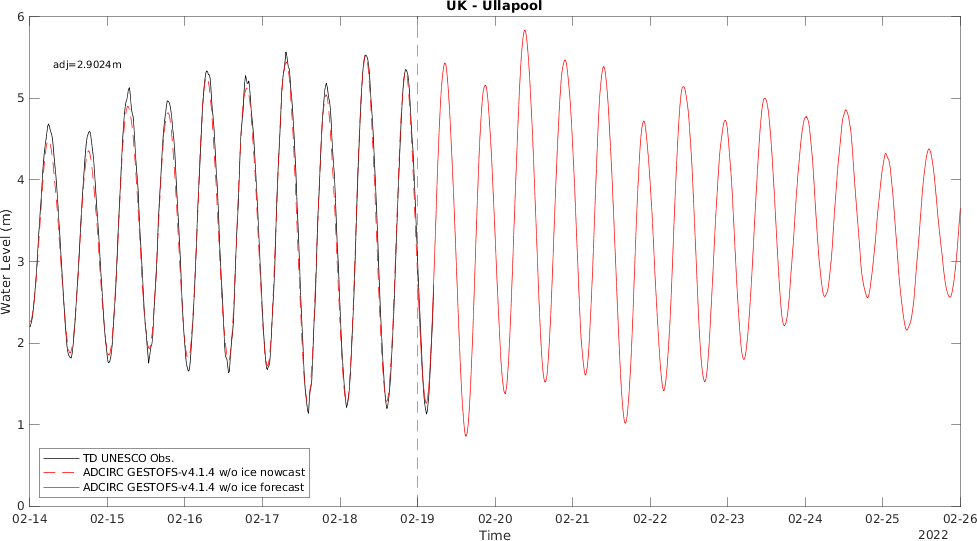 UK - Ullapool
adj=2.9024m
6
5
4
3
2
1
0
Water Level (m)
TD UNESCO Obs.
ADCIRC GESTOFS-v4.1.4 w/o ice nowcast
ADCIRC GESTOFS-v4.1.4 w/o ice forecast
02-14 02-15 02-16 02-17 02-18 02-19 02-20 02-21 02-22 02-23 02-24 02-25 02-26
Time
2022